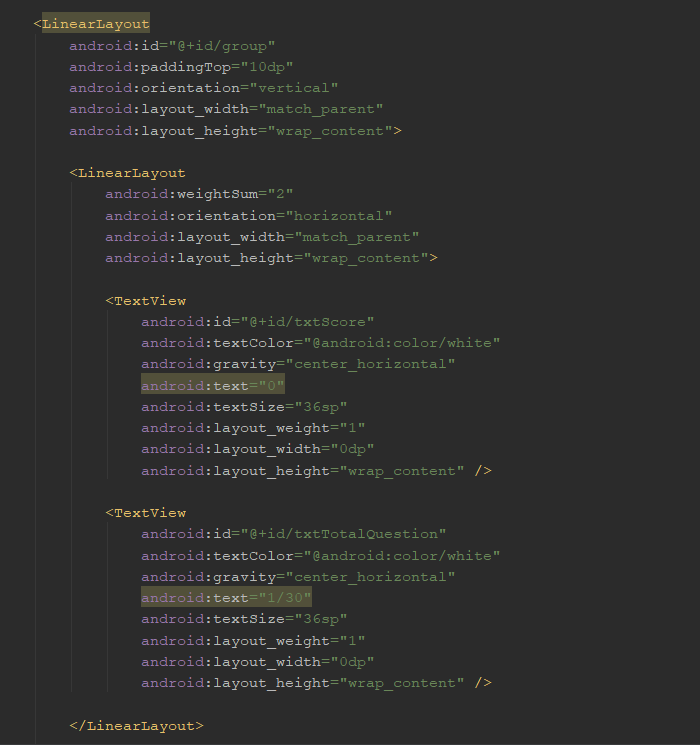 <LinearLayout
android:id="@+id/group"
android:paddingTop="10dp"
android:orientation="vertical"
android:layout_width="match_parent"
android:layout_height="wrap_content">
<LinearLayout
android:weightSum="2"
android:orientation="horizontal"
android:layout_width="match_parent"
android:layout_height="wrap_content">
<TextView
android:id="@+id/txtScore"
android:textColor="@android:color/white"
android:gravity="center_horizontal"
android:text="0"
android:textSize="36sp"
android:layout_weight="1"
android:layout_width="0dp"
android:layout_height="wrap_content" />
<TextView
android:id="@+id/txtTotalQuestion"
android:textColor="@android:color/white"
android:gravity="center_horizontal"
android:text="1/30"
android:textSize="36sp"
android:layout_weight="1"
android:layout_width="0dp"
android:layout_height="wrap_content" />
</LinearLayout>